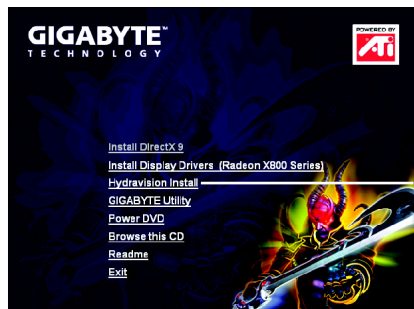 GIGABYTE™
TECHNOLOGY
POWERED BY
ATi
Install DirectX 9
Install Display Drivers (Radeon X800 Series)
Hydravision Install
GIGABYTE Utility
Power DVD
Browse this CD
Readme
Exit